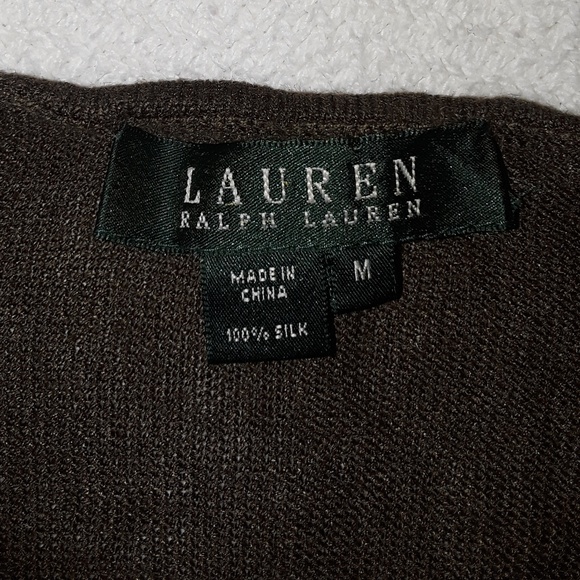 LAUREN
RALPH LAUREN
MADE IN
CHINA
100% SILK
M